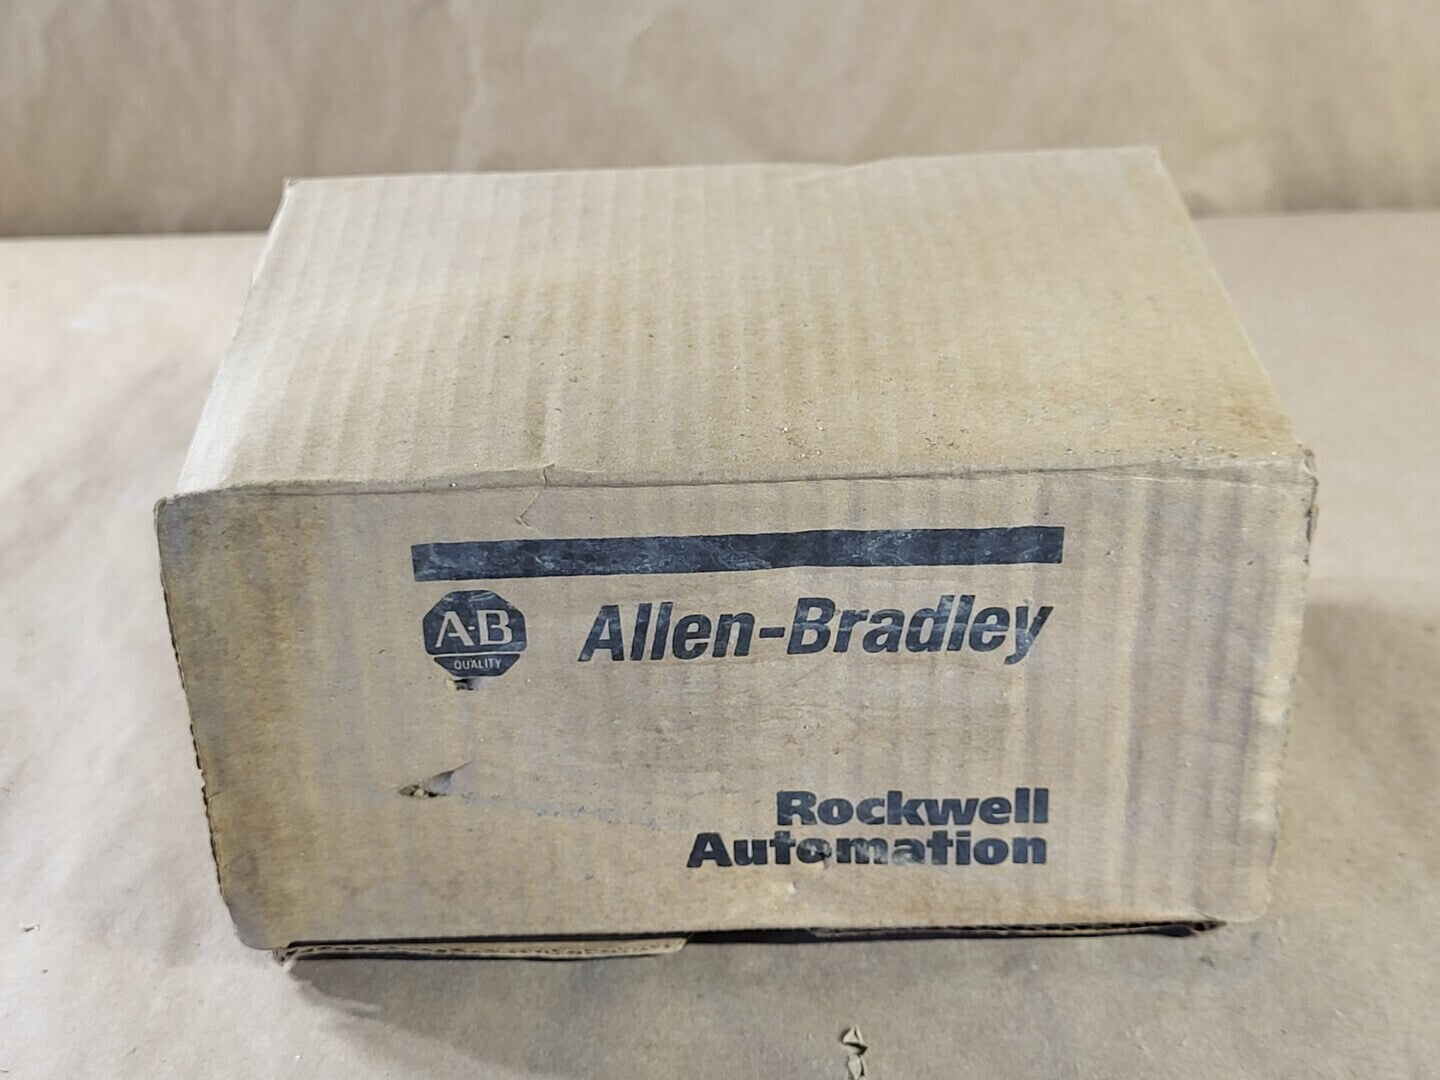 A-B
QUALITY
Allen-Bradley
Rockwell
Automation